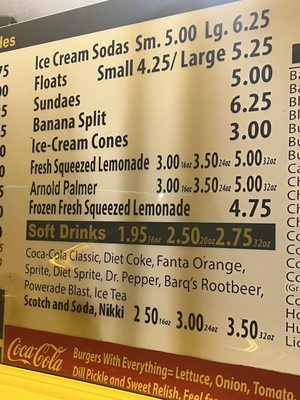 les
Ice Cream Sodas Sm. 5.00 Lg. 6.25
Floats Small 4.25/ Large 5.25
Sundaes 5.00
Banana Split 6.25
Ice-Cream Cones 3.00
Fresh Squeezed Lemonade 3.00 16oz 3.50 24oz 5.00 32oz
Arnold Palmer 3.00 16oz 3.50 24oz 5.00 32oz
Frozen Fresh Squeezed Lemonade 4.75
Soft Drinks 1.95 16oz 2.50 20oz 2.75 32oz
Coca-Cola Classic, Diet Coke, Fanta Orange,
Sprite, Diet Sprite, Dr. Pepper, Barq's Rootbeer,
Powerade Blast, Ice Tea
Scotch and Soda, Nikki 2 50 16oz 3.00 24oz 3.50 32oz
Coca-Cola
Burgers With Everything= Lettuce, Onion, Tomato,
Dill Pickle and Sweet Relish. Feel fr